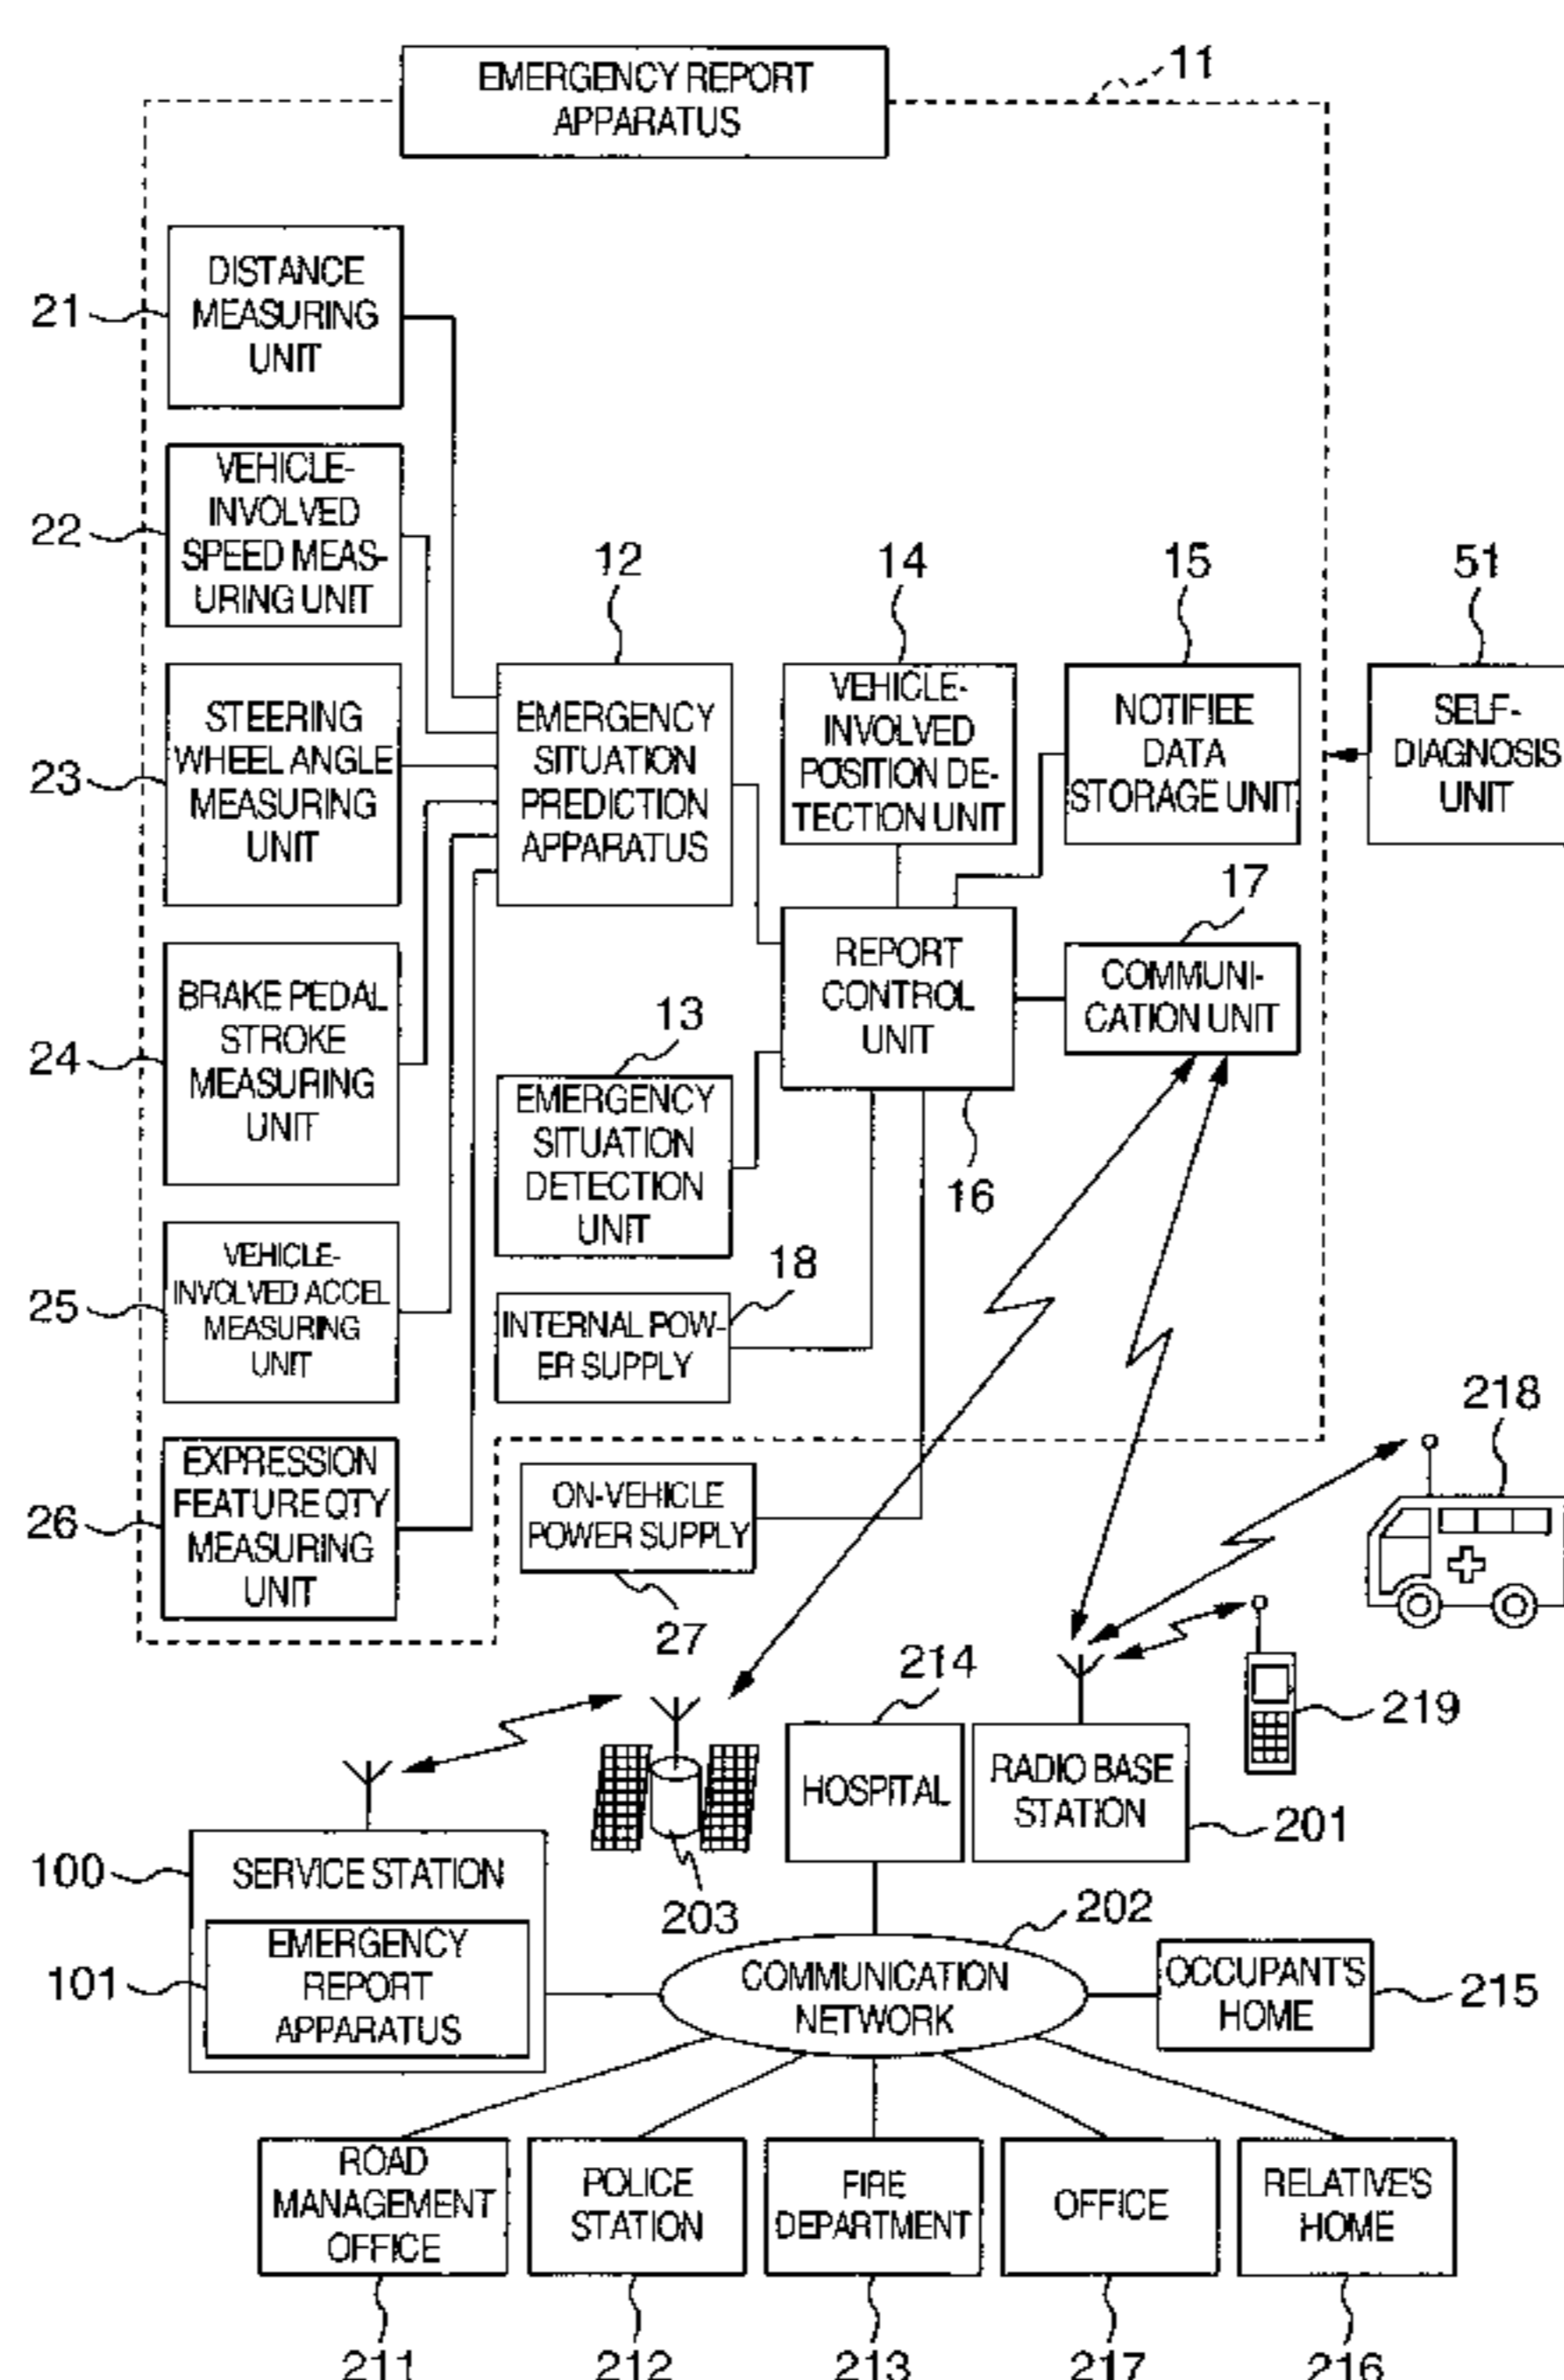 EMERGENCY REPORT
APPARATUS
11
DISTANCE
MEASURING
UNIT
21
VEHICLE-
INVOLVED
SPEED MEAS-
URING UNIT
22
12
14
15
51
STEERING
WHEEL ANGLE
MEASURING
UNIT
23
EMERGENCY
SITUATION
PREDICTION
APPARATUS
VEHICLE-
INVOLVED
POSITION DE-
TECTION UNIT
NOTIFIEE
DATA
STORAGE UNIT
SELF-
DIAGNOSIS
UNIT
17
REPORT
CONTROL
UNIT
COMMUNI-
CATION UNIT
BRAKE PEDAL
STROKE
MEASURING
UNIT
24
13
EMERGENCY
SITUATION
DETECTION
UNIT
16
VEHICLE-
INVOLVED ACCEL
MEASURING
UNIT
25
18
INTERNAL POW-
ER SUPPLY
218
EXPRESSION
FEATURE QTY
MEASURING
UNIT
26
ON-VEHICLE
POWER SUPPLY
27
214
219
HOSPITAL
RADIO BASE
STATION
201
100
SERVICE STATION
203
202
101
EMERGENCY
REPORT
APPARATUS
COMMUNICATION
NETWORK
OCCUPANT'S
HOME
215
ROAD
MANAGEMENT
OFFICE
POLICE
STATION
FIRE
DEPARTMENT
OFFICE
RELATIVE'S
HOME
211
212
213
217
216